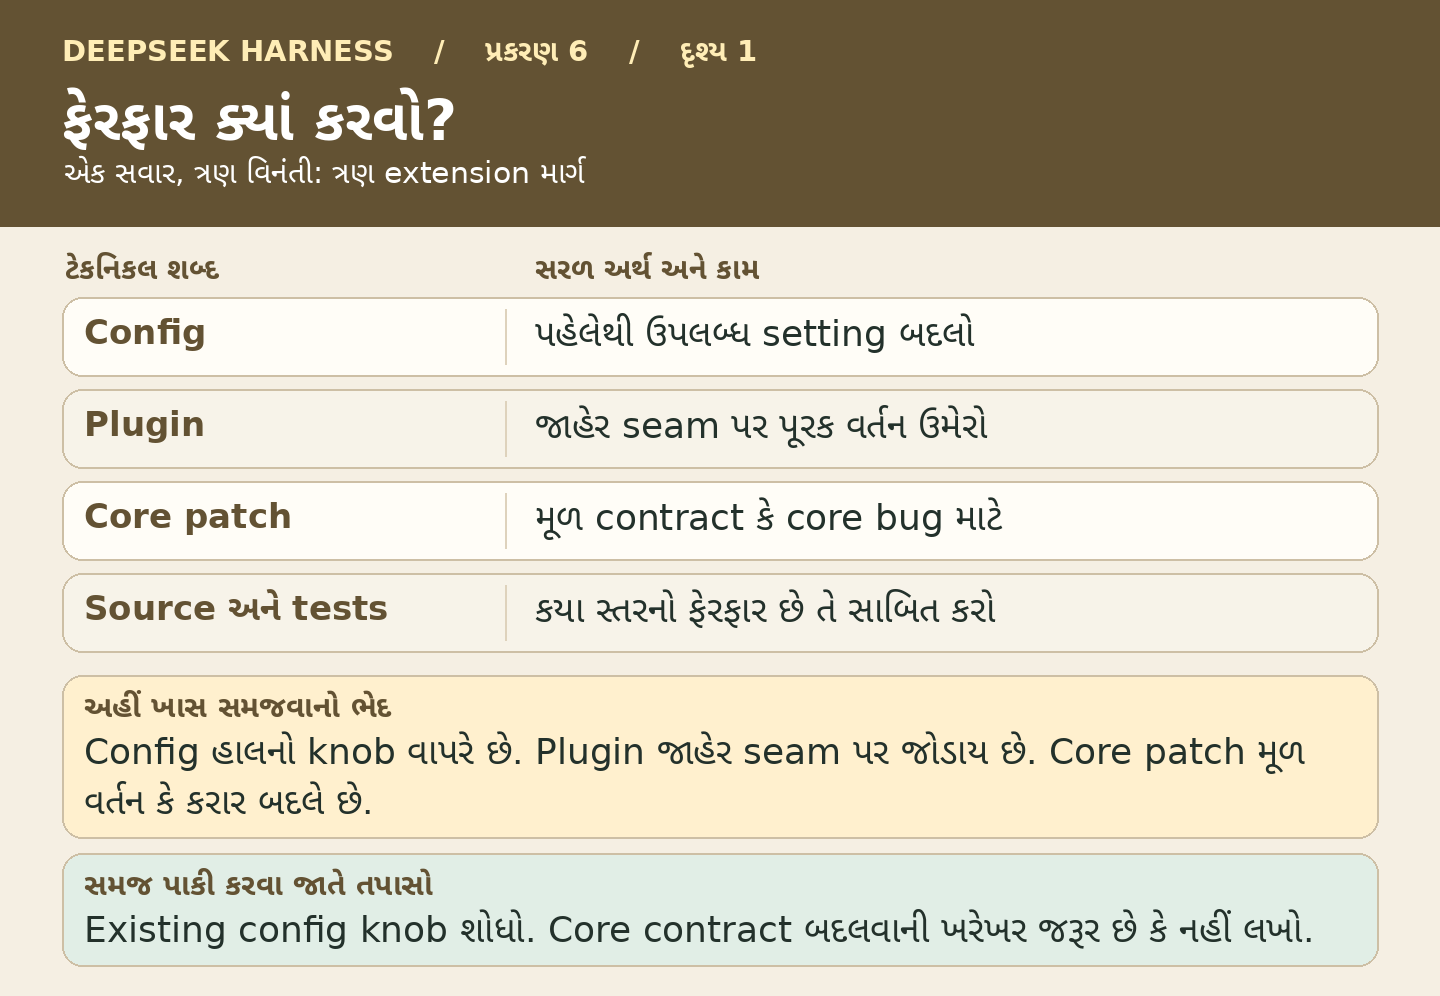 DEEPSEEK HARNESS / પ્રકરણ 6 / દૃશ્ય 1
ફેરફાર ક્યાં કરવો?
એક સવાર, ત્રણ વિનંતી: ત્રણ extension માર્ગ
ટેકનિકલ શબ્દ સરળ અર્થ અને કામ
Config પહેલેથી ઉપલબ્ધ setting બદલો
Plugin જાહેર seam પર પૂરક વર્તન ઉમેરો
Core patch મૂળ contract કે core bug માટે
Source અને tests કયા સ્તરનો ફેરફાર છે તે સાબિત કરો
અહીં ખાસ સમજવાનો ભેદ
Config હાલનો knob વાપરે છે. Plugin જાહેર seam પર જોડાય છે. Core patch મૂળ
વર્તન કે કરાર બદલે છે.
સમજ પાકી કરવા જાતે તપાસો
Existing config knob શોધો. Core contract બદલવાની ખરેખર જરૂર છે કે નહીં લખો.